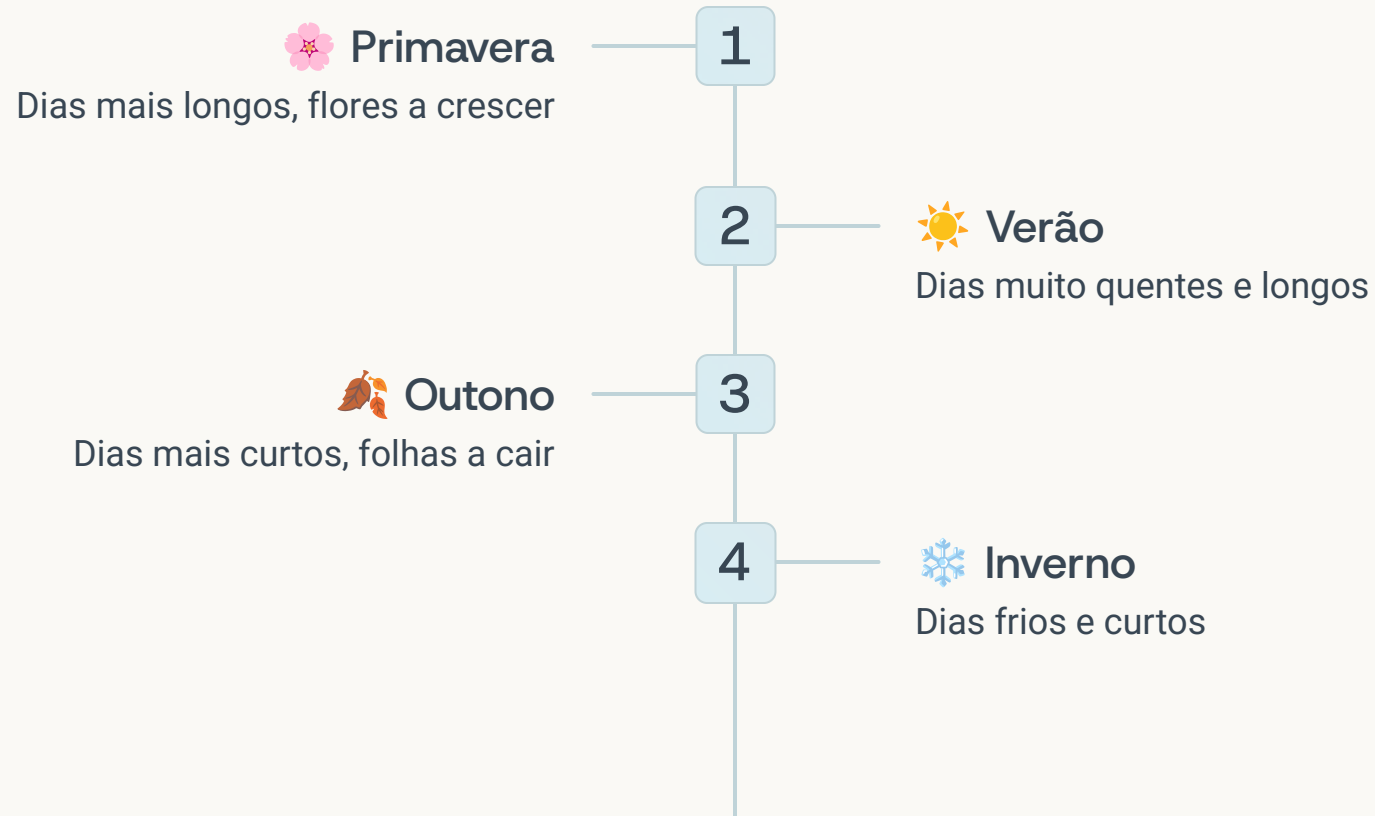 1
🌸 Primavera
Dias mais longos, flores a crescer
2
☀️ Verão
Dias muito quentes e longos
3
🍂 Outono
Dias mais curtos, folhas a cair
4
❄️ Inverno
Dias frios e curtos